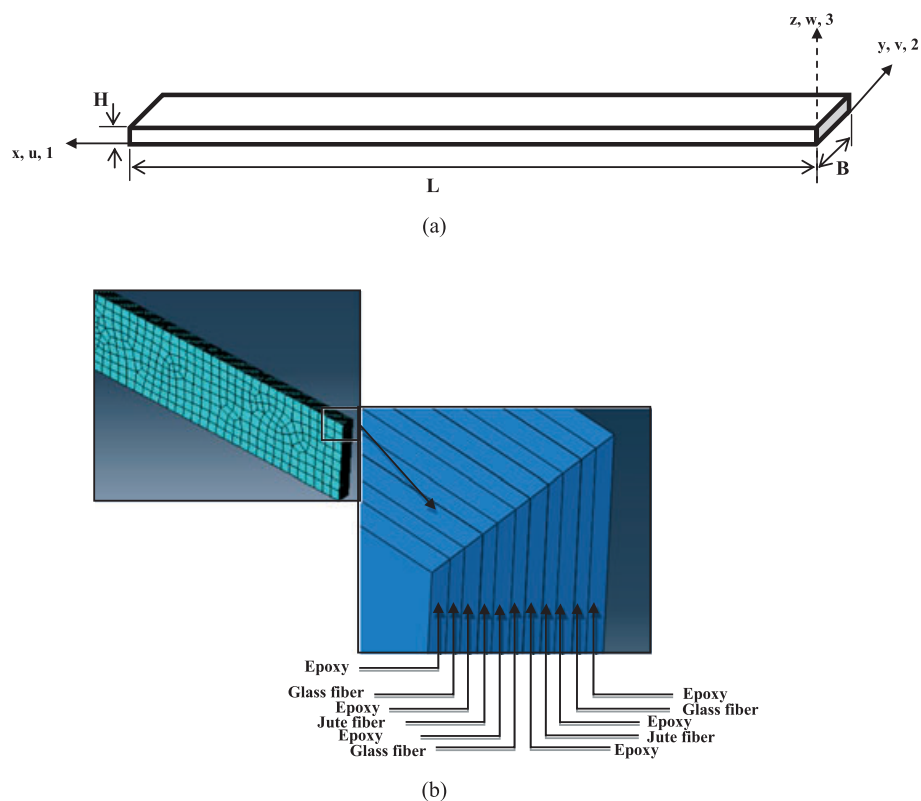 z, w, 3
y, v, 2
H
x, u, 1
B
L
(a)
Epoxy
Glass fiber
Epoxy
Jute fiber
Epoxy
Glass fiber
Epoxy
Glass fiber
Epoxy
Jute fiber
Epoxy
(b)